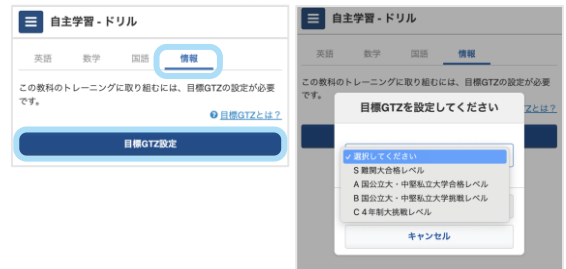 自主学習 - ドリル
英語 数学 国語 情報
この教科のトレーニングに取り組むには、目標GTZの設定が必要
です。
目標GTZとは？
目標GTZ設定
自主学習 - ドリル
英語 数学 国語 情報
この教科のトレーニングに取り組むには、目標GTZの設定が必要
です。
Zとは？
目標GTZを設定してください
選択してください
S 難関大合格レベル
A 国公立大・中堅私立大学合格レベル
B 国公立大・中堅私立大学挑戦レベル
C 4年制大挑戦レベル
キャンセル